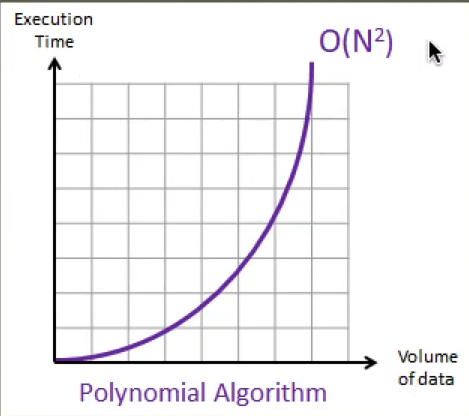 Execution
Time
O(N²)
Volume
of data
Polynomial Algorithm